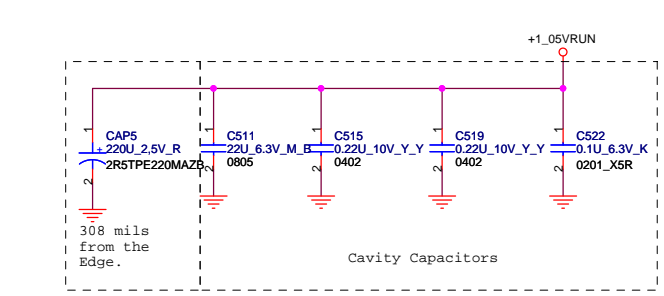 +1_05VRUN
1
CAP5
+ 220U_2,5V_R
2R5TPE220MAZB
2
1
C511
22U_6.3V_M_B
0805
2
1
C515
0.22U_10V_Y_Y
0402
2
1
C519
0.22U_10V_Y_Y
0402
2
1
C522
0.1U_6.3V_K
0201_X5R
2
308 mils
from the
Edge.
Cavity Capacitors